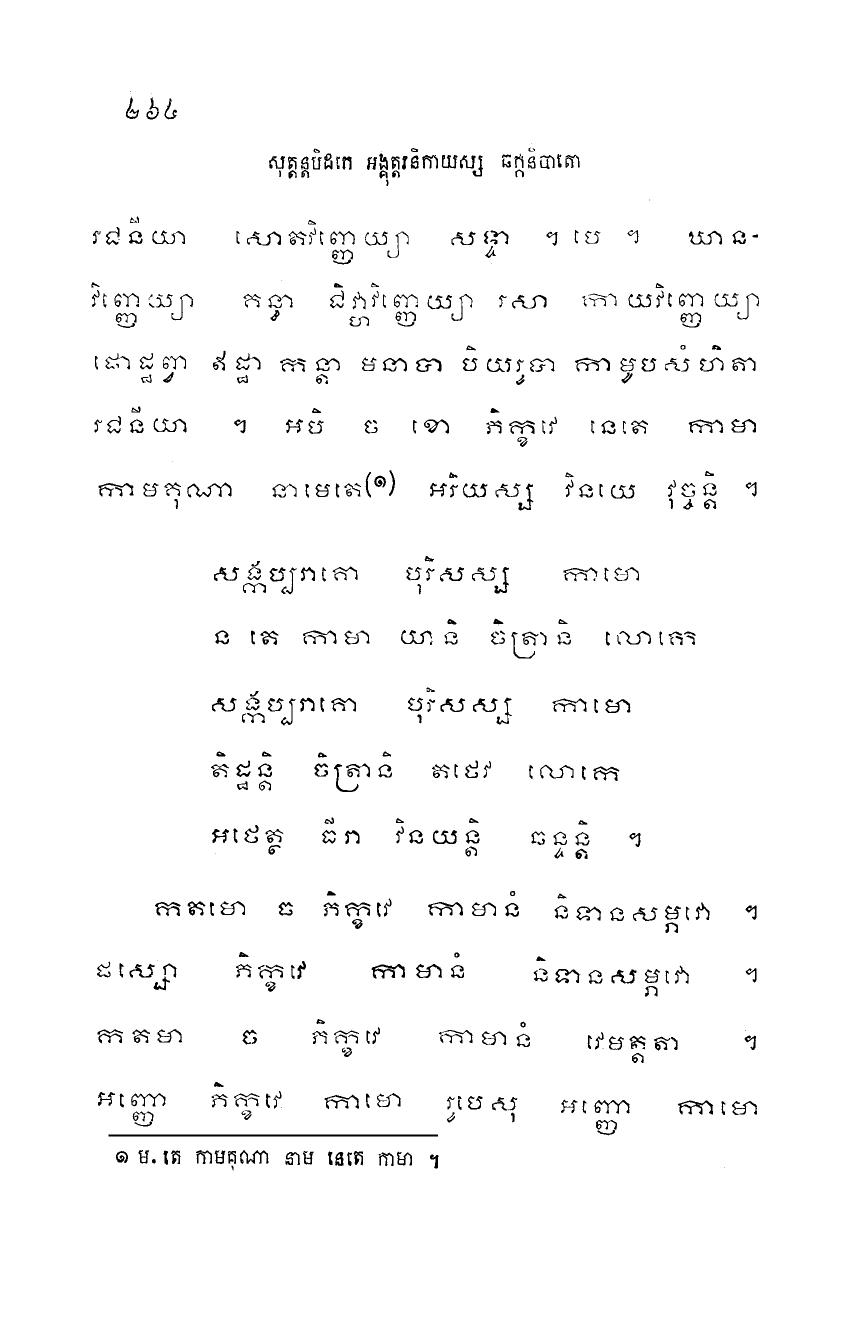 ២៦៤
សុត្តន្តបិដកេ អង្គុត្តរនិកាយស្ស ឆក្កនិបាតោ
រជនីយា សោតវិញ្ញេយ្យា សទ្ទា ។ បេ ។ ឃាន-
វិញ្ញេយ្យា គន្ធា ជិវ្ហាវិញ្ញេយ្យា រសា កាយវិញ្ញេយ្យា
ផោដ្ឋព្វា ឥដ្ឋា កន្តា មនាបា បិយរូបា កាមូបសំហិតា
រជនីយា ។ អបិ ច ខោ ភិក្ខវេ នេតេ កាមា
កាមគុណា នាមេតេ(១) អរិយស្ស វិនយេ វុច្ចន្តិ ។
សង្កប្បរាគោ បុរិសស្ស កាមោ
ន តេ កាមា យានិ ចិត្រានិ លោកេ
សង្កប្បរាគោ បុរិសស្ស កាមោ
តិដ្ឋន្តិ ចិត្រានិ តថេវ លោកេ
អថេត្ថ ធីរា វិនយន្តិ ឆន្ទន្តិ ។
កតមោ ច ភិក្ខវេ កាមានំ និទានសម្ភវោ ។
ផស្សោ ភិក្ខវេ កាមានំ និទានសម្ភវោ ។
កតមា ច ភិក្ខវេ កាមានំ វេមត្តតា ។
អញ្ញោ ភិក្ខវេ កាមោ រូបេសុ អញ្ញោ កាមោ
១ ម. តេ កាមគុណា នាម នេតេ កាមា ។